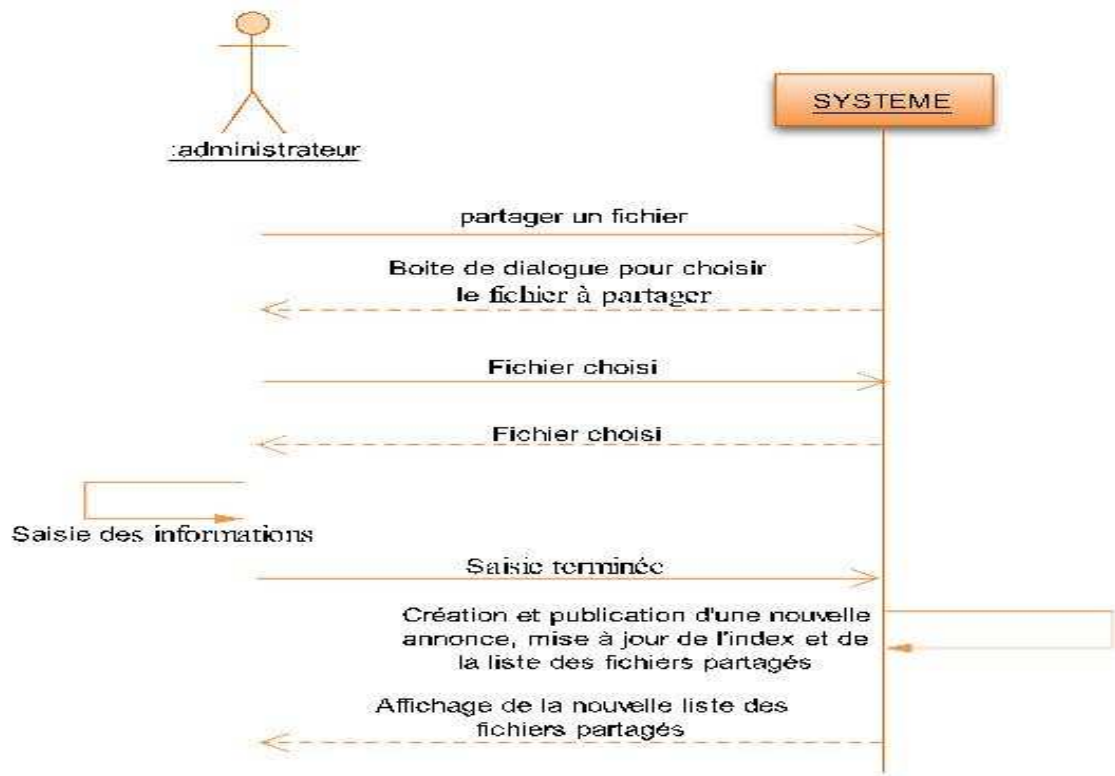 SYSTEME
:administrateur
partager un fichier
Boite de dialogue pour choisir
le fichier à partager
Fichier choisi
Fichier choisi
Saisie des informations
Saisie terminée
Création et publication d'une nouvelle
annonce, mise à jour de l'index et de
la liste des fichiers partagés
Affichage de la nouvelle liste des
fichiers partagés